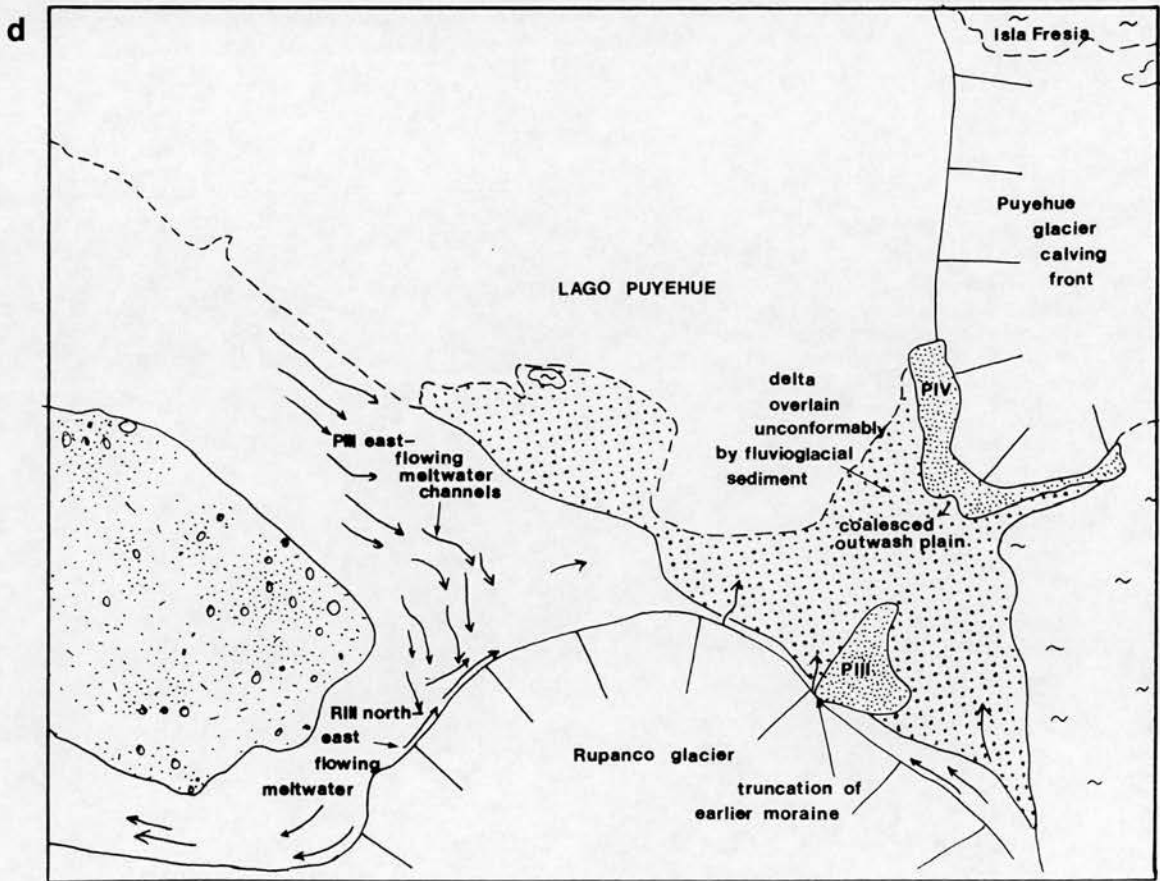 d
Isla Fresia
Puyehue
glacier
calving
front
LAGO PUYEHUE
delta
overlain
unconformably
by fluvioglacial
sediment
PIV
PIII east-
flowing
meltwater
channels
coalesced
outwash plain
PIII
RIII north-
east
flowing
meltwater
Rupanco glacier
truncation of
earlier moraine